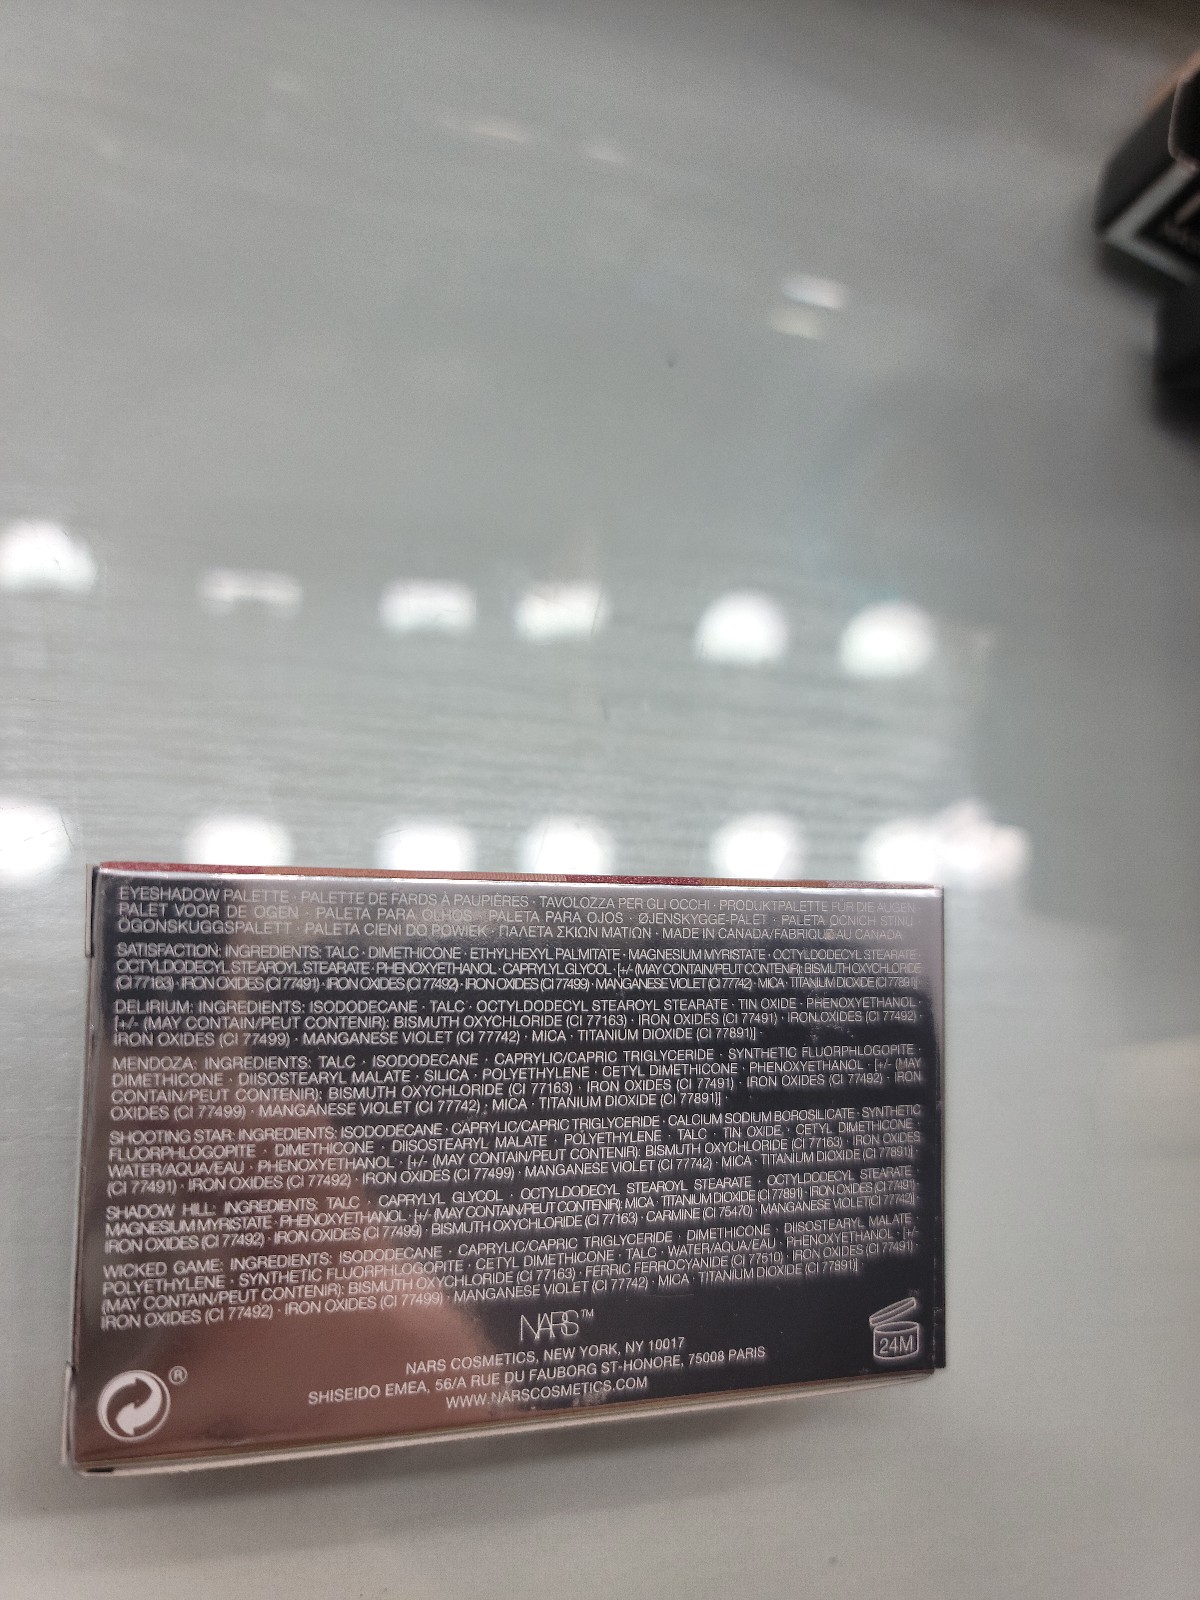 EYESHADOW PALETTE · PALETTE DE FARDS À PAUPIÈRES · TAVOLOZZA PER GLI OCCHI · PRODUKTPALETTE FÜR DIE AUGEN·
PALET VOOR DE OGEN · PALETA PARA OLHOS · PALETA PARA OJOS · ØJENSKYGGE-PALET · PALETA OCNICH STINU·
ÖGONSKUGGSPALETT · PALETA CIENI DO POWIEK · ΠΑΛΕΤΑ ΣΚΙΩΝ ΜΑΤΙΩΝ · MADE IN CANADA/FABRIQUÉ AU CANADA
SATISFACTION: INGREDIENTS: TALC · DIMETHICONE · ETHYLHEXYL PALMITATE · MAGNESIUM MYRISTATE · OCTYLDODECYL STEARATE ·
OCTYLDODECYL STEAROYL STEARATE · PHENOXYETHANOL · CAPRYLYL GLYCOL · [+/- (MAY CONTAIN/PEUT CONTENIR): BISMUTH OXYCHLORIDE
(CI 77163) · IRON OXIDES (CI 77491) · IRON OXIDES (CI 77492) · IRON OXIDES (CI 77499) · MANGANESE VIOLET (CI 77742) · MICA · TITANIUM DIOXIDE (CI 77891)]
DELIRIUM: INGREDIENTS: ISODODECANE · TALC · OCTYLDODECYL STEAROYL STEARATE · TIN OXIDE · PHENOXYETHANOL ·
[+/- (MAY CONTAIN/PEUT CONTENIR): BISMUTH OXYCHLORIDE (CI 77163) · IRON OXIDES (CI 77491) · IRON OXIDES (CI 77492) ·
IRON OXIDES (CI 77499) · MANGANESE VIOLET (CI 77742) · MICA · TITANIUM DIOXIDE (CI 77891)] ·
MENDOZA: INGREDIENTS: TALC · ISODODECANE · CAPRYLIC/CAPRIC TRIGLYCERIDE · SYNTHETIC FLUORPHLOGOPITE ·
DIMETHICONE · DIISOSTEARYL MALATE · SILICA · POLYETHYLENE · CETYL DIMETHICONE · PHENOXYETHANOL · [+/- (MAY
CONTAIN/PEUT CONTENIR): BISMUTH OXYCHLORIDE (CI 77163) · IRON OXIDES (CI 77491) · IRON OXIDES (CI 77492) · IRON
OXIDES (CI 77499) · MANGANESE VIOLET (CI 77742) · MICA · TITANIUM DIOXIDE (CI 77891)] ·
SHOOTING STAR: INGREDIENTS: ISODODECANE · CAPRYLIC/CAPRIC TRIGLYCERIDE · CALCIUM SODIUM BOROSILICATE · SYNTHETIC
FLUORPHLOGOPITE · DIMETHICONE · DIISOSTEARYL MALATE · POLYETHYLENE · TALC · TIN OXIDE · CETYL DIMETHICONE ·
WATER/AQUA/EAU · PHENOXYETHANOL · [+/- (MAY CONTAIN/PEUT CONTENIR): BISMUTH OXYCHLORIDE (CI 77163) · IRON OXIDES
(CI 77491) · IRON OXIDES (CI 77492) · IRON OXIDES (CI 77499) · MANGANESE VIOLET (CI 77742) · MICA · TITANIUM DIOXIDE (CI 77891)]
SHADOW HILL: INGREDIENTS: TALC · CAPRYLYL GLYCOL · OCTYLDODECYL STEAROYL STEARATE · OCTYLDODECYL STEARATE ·
MAGNESIUM MYRISTATE · PHENOXYETHANOL · [+/- (MAY CONTAIN/PEUT CONTENIR): MICA · TITANIUM DIOXIDE (CI 77891) · IRON OXIDES (CI 77491) ·
IRON OXIDES (CI 77492) · IRON OXIDES (CI 77499) · BISMUTH OXYCHLORIDE (CI 77163) · CARMINE (CI 75470) · MANGANESE VIOLET (CI 77742)]
WICKED GAME: INGREDIENTS: ISODODECANE · CAPRYLIC/CAPRIC TRIGLYCERIDE · DIMETHICONE · DIISOSTEARYL MALATE ·
POLYETHYLENE · SYNTHETIC FLUORPHLOGOPITE · CETYL DIMETHICONE · TALC · WATER/AQUA/EAU · PHENOXYETHANOL · [+/-
(MAY CONTAIN/PEUT CONTENIR): BISMUTH OXYCHLORIDE (CI 77163) · FERRIC FERROCYANIDE (CI 77510) · IRON OXIDES (CI 77491) ·
IRON OXIDES (CI 77492) · IRON OXIDES (CI 77499) · MANGANESE VIOLET (CI 77742) · MICA · TITANIUM DIOXIDE (CI 77891)]
NARS™
NARS COSMETICS, NEW YORK, NY 10017
SHISEIDO EMEA, 56/A RUE DU FAUBORG ST-HONORE, 75008 PARIS
WWW.NARSCOSMETICS.COM
24M
®